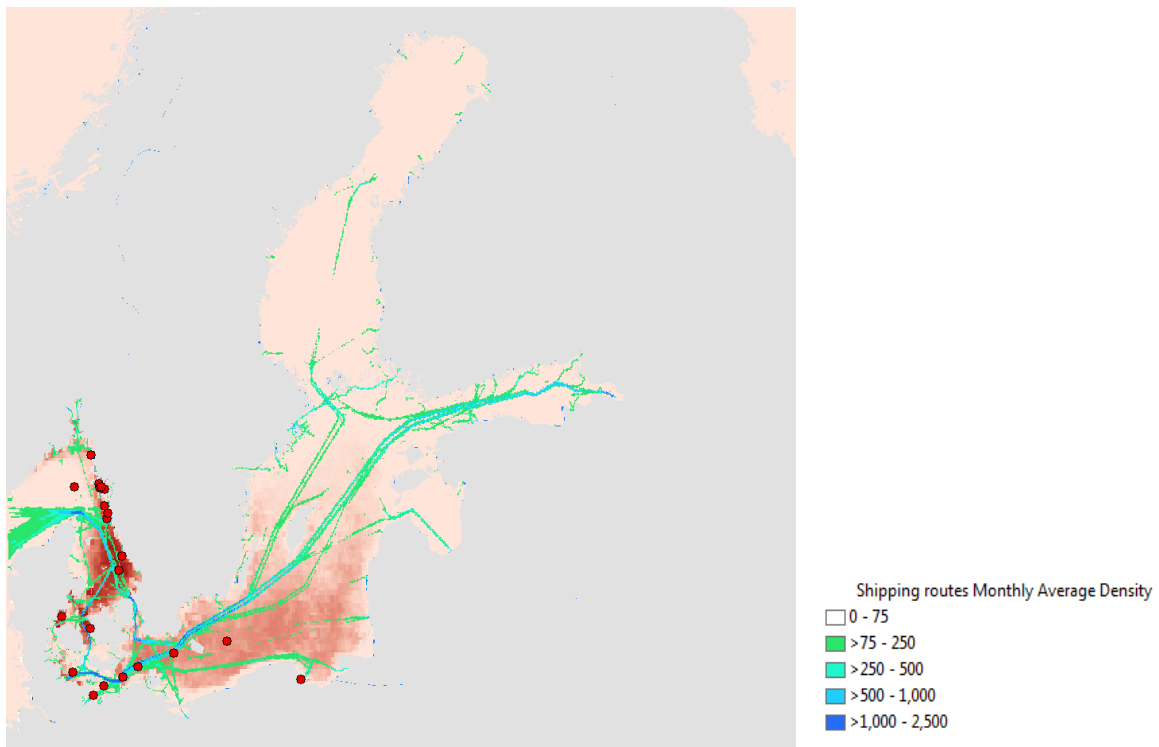 Shipping routes Monthly Average Density
0 - 75
>75 - 250
>250 - 500
>500 - 1,000
>1,000 - 2,500